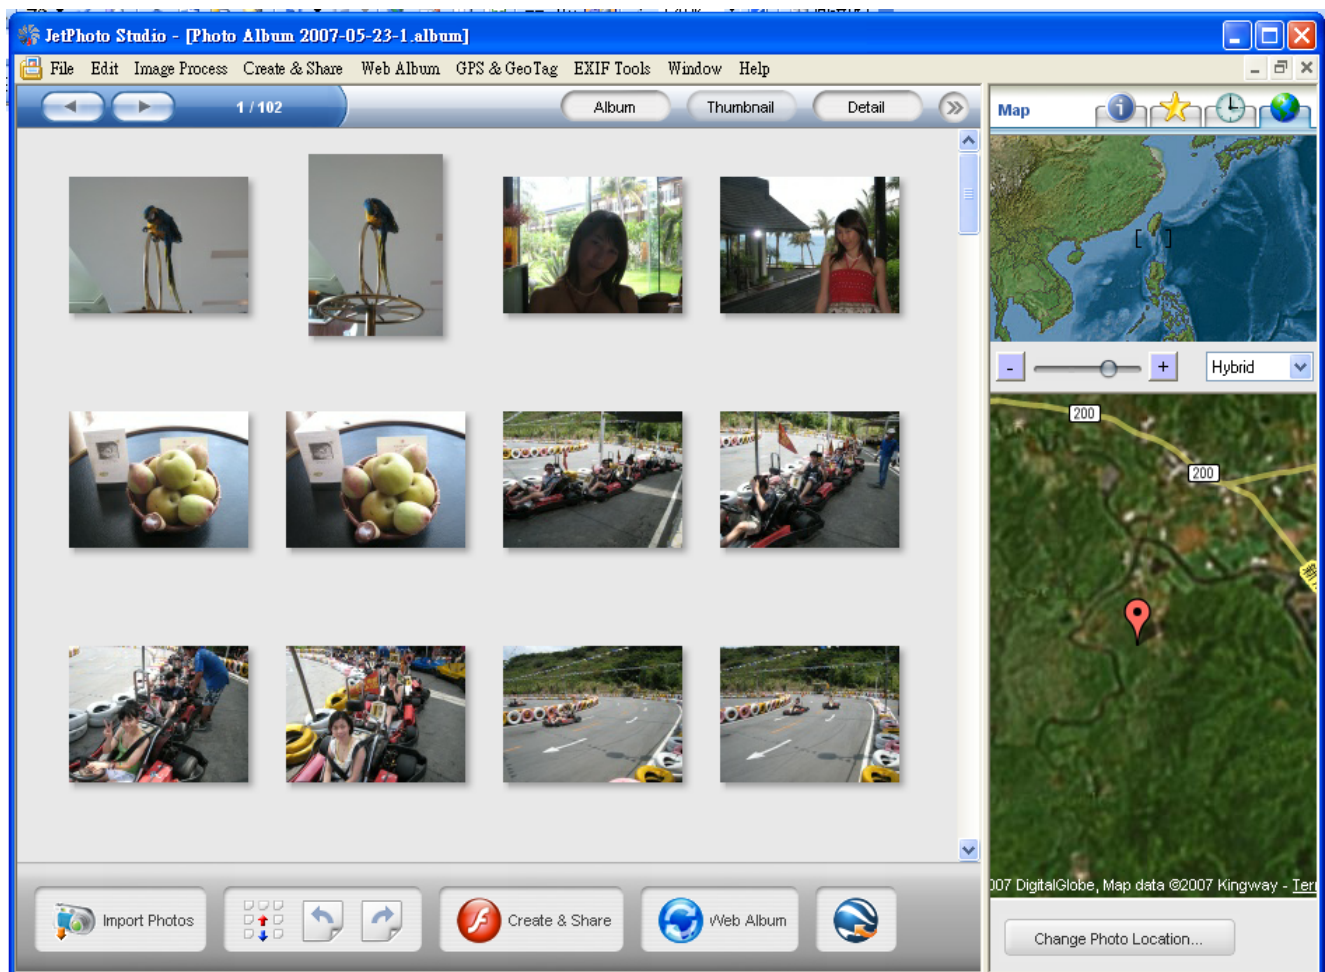 JetPhoto Studio - [Photo Album 2007-05-23-1.album]
File Edit Image Process Create & Share Web Album GPS & GeoTag EXIF Tools Window Help
1 / 102 Album Thumbnail Detail
Map
- + Hybrid
200
200
007 DigitalGlobe, Map data ©2007 Kingway - Ter
Import Photos Create & Share Web Album
Change Photo Location...